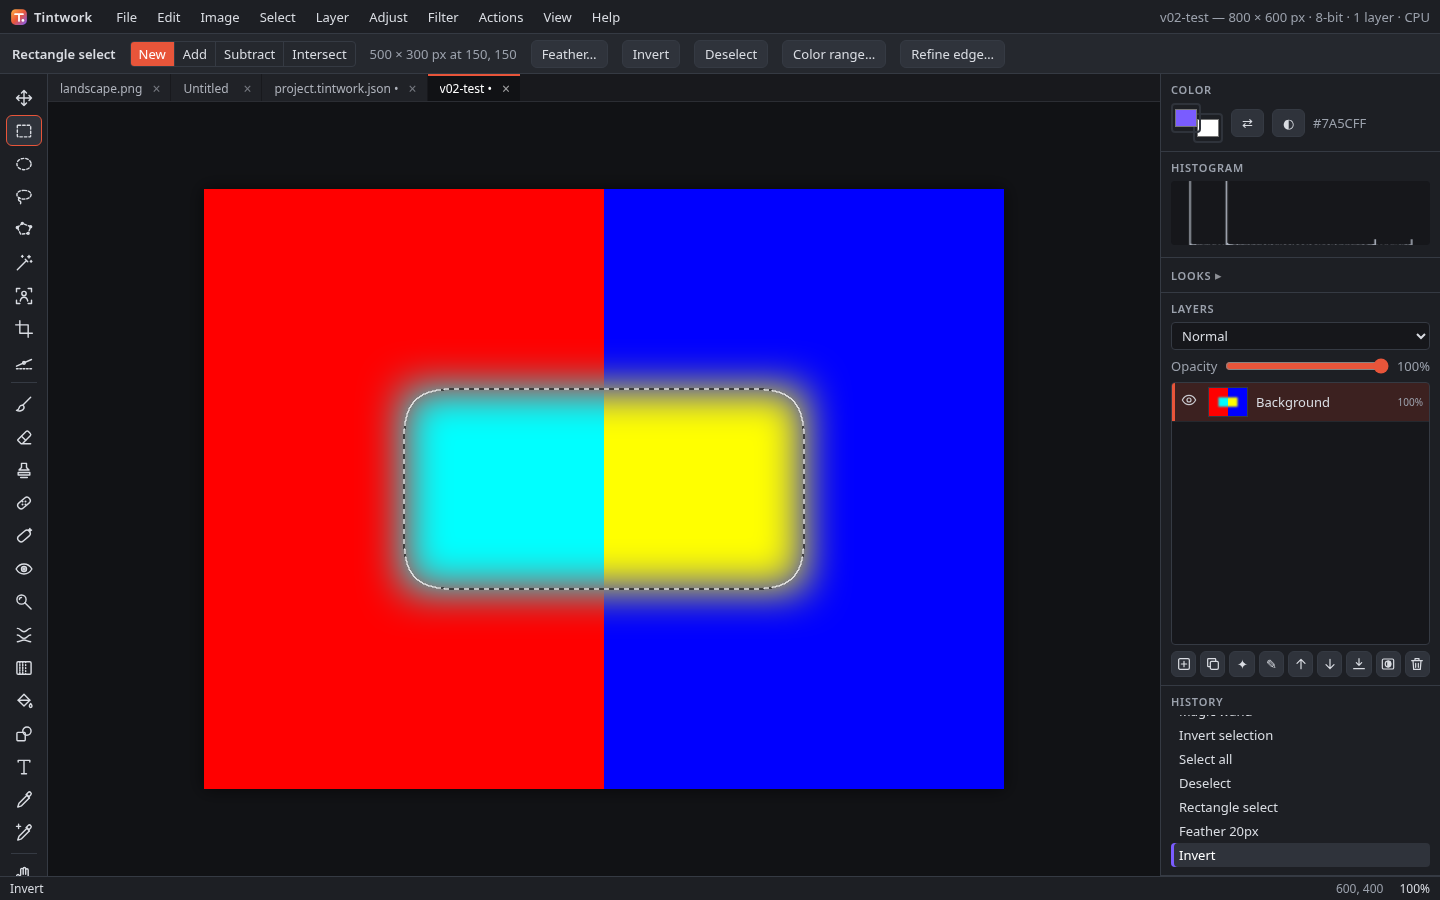 Tintwork File Edit Image Select Layer Adjust Filter Actions View Help v02-test — 800 × 600 px · 8-bit · 1 layer · CPU
Rectangle select New Add Subtract Intersect 500 × 300 px at 150, 150 Feather... Invert Deselect Color range... Refine edge...
landscape.png × Untitled × project.tintwork.json • × v02-test • ×
COLOR
#7A5CFF
HISTOGRAM
LOOKS ▸
LAYERS
Normal
Opacity 100%
Background 100%
HISTORY
Invert selection
Select all
Deselect
Rectangle select
Feather 20px
Invert
Invert 600, 400 100%